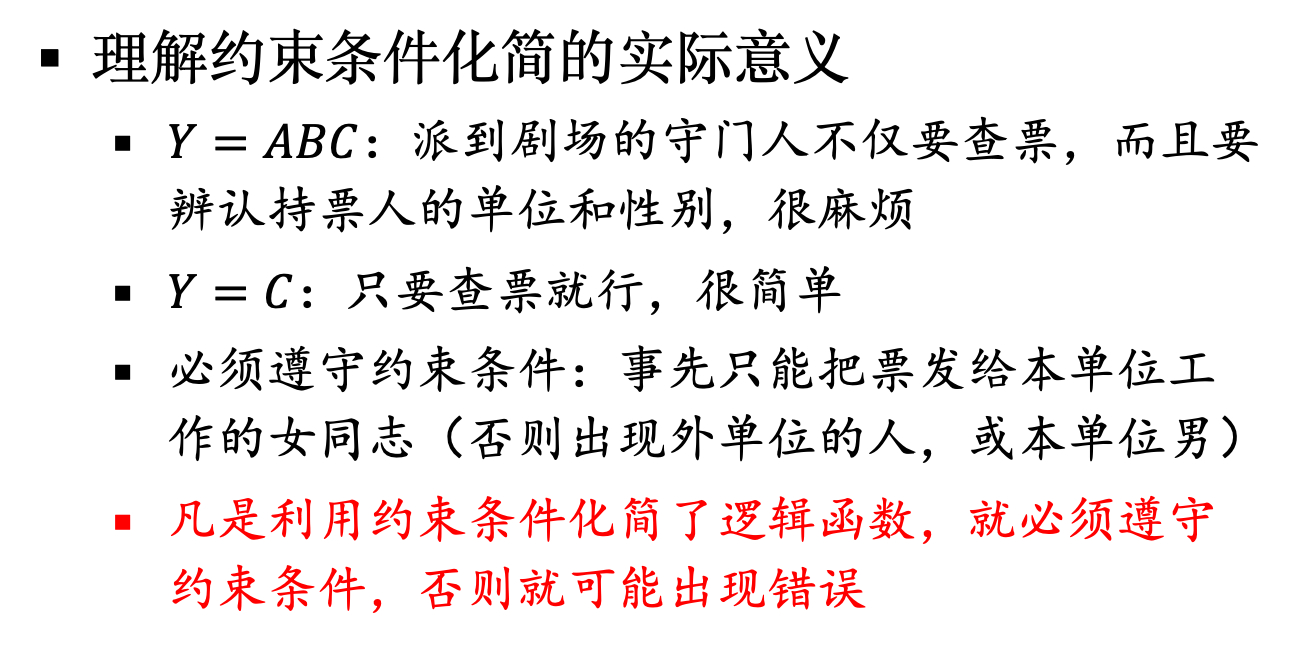 ▪ 理解约束条件化简的实际意义
▪ Y = ABC：派到剧场的守门人不仅要查票，而且要
辨认持票人的单位和性别，很麻烦
▪ Y = C：只要查票就行，很简单
▪ 必须遵守约束条件：事先只能把票发给本单位工
作的女同志（否则出现外单位的人，或本单位男）
▪ 凡是利用约束条件化简了逻辑函数，就必须遵守
约束条件，否则就可能出现错误